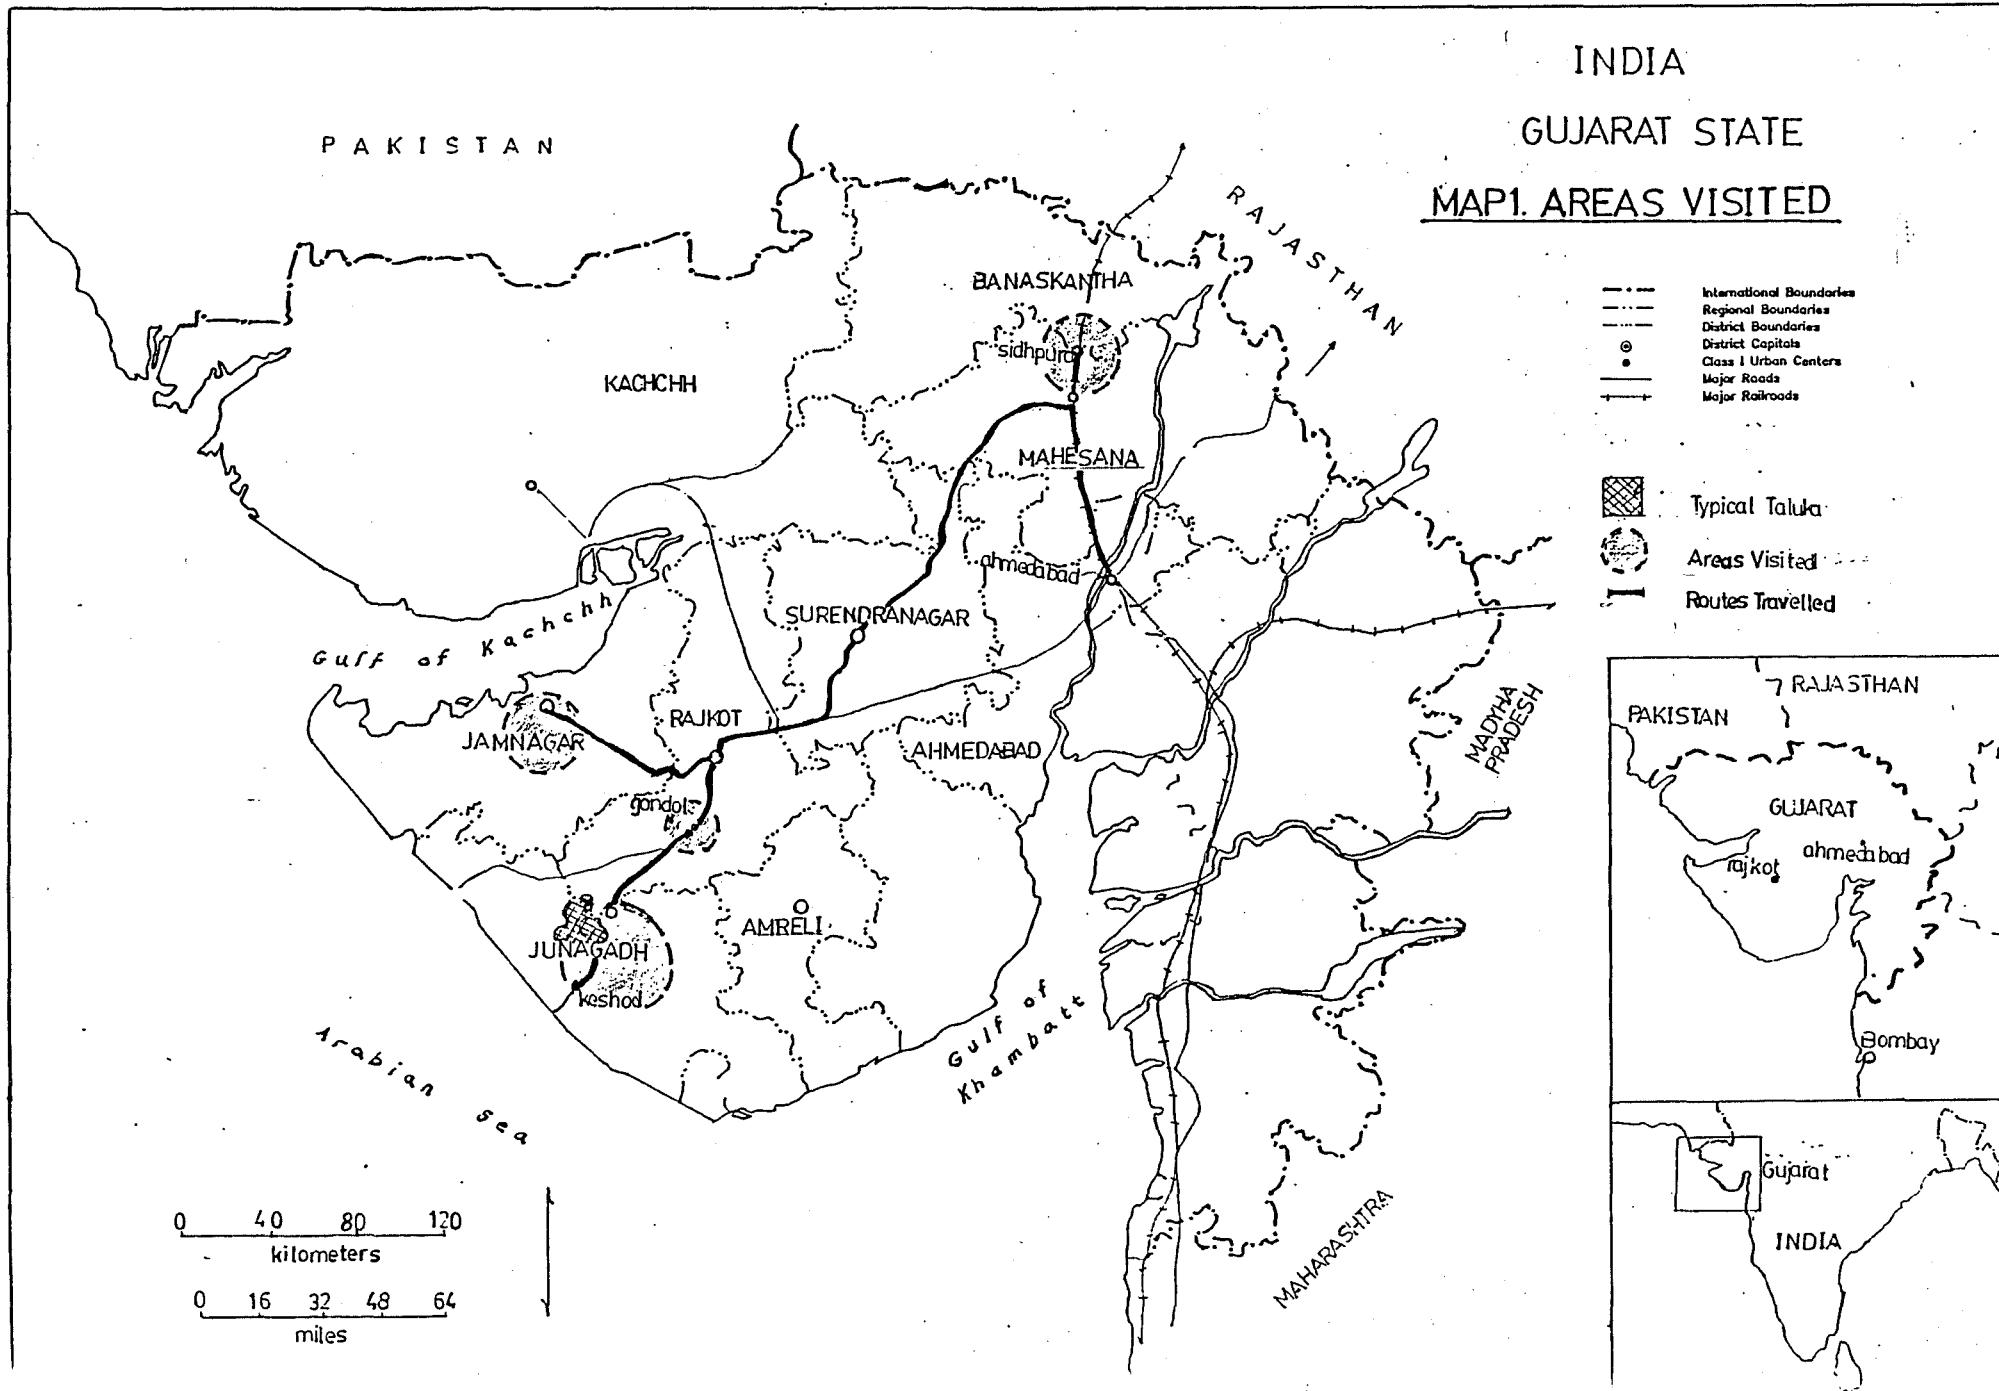 INDIA
GUJARAT STATE
MAP1. AREAS VISITED
PAKISTAN
RAJASTHAN
BANASKANTHA
sidhpur
KACHCHH
MAHESANA
ahmedabad
SURENDRANAGAR
Gulf of Kachchh
RAJKOT
JAMNAGAR
AHMEDABAD
MADYHA
PRADESH
gondol
AMRELI
JUNAGADH
keshod
Gulf of
Khambatt
Arabian Sea
MAHARASHTRA
International Boundaries
Regional Boundaries
District Boundaries
District Capitals
Class I Urban Centers
Major Roads
Major Railroads
Typical Taluka
Areas Visited
Routes Travelled
RAJASTHAN
PAKISTAN
GUJARAT
ahmedabad
rajkot
Bombay
Gujarat
INDIA
0 40 80 120
kilometers
0 16 32 48 64
miles